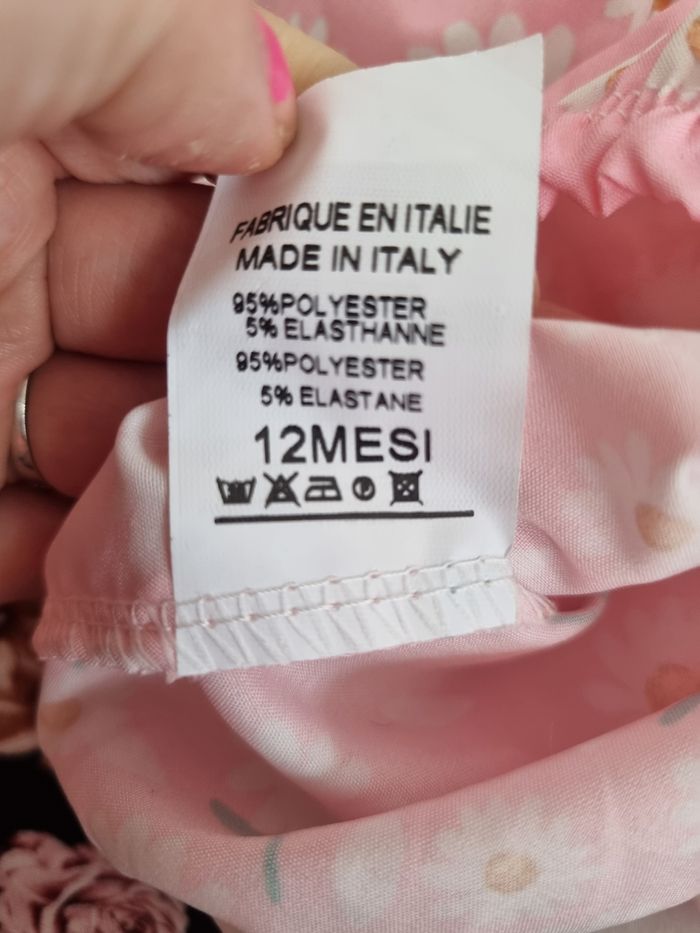 FABRIQUE EN ITALIE
MADE IN ITALY
95%POLYESTER
5% ELASTHANNE
95%POLYESTER
5% ELASTANE
12MESI